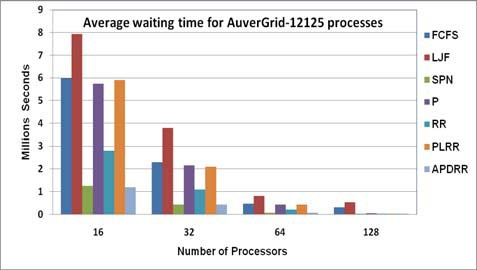 Average waiting time for AuverGrid-12125 processes
9
8
7
6
5
4
3
2
1
0
Millions Seconds
16
32
64
128
Number of Processors
FCFS
LJF
SPN
P
RR
PLRR
APDRR